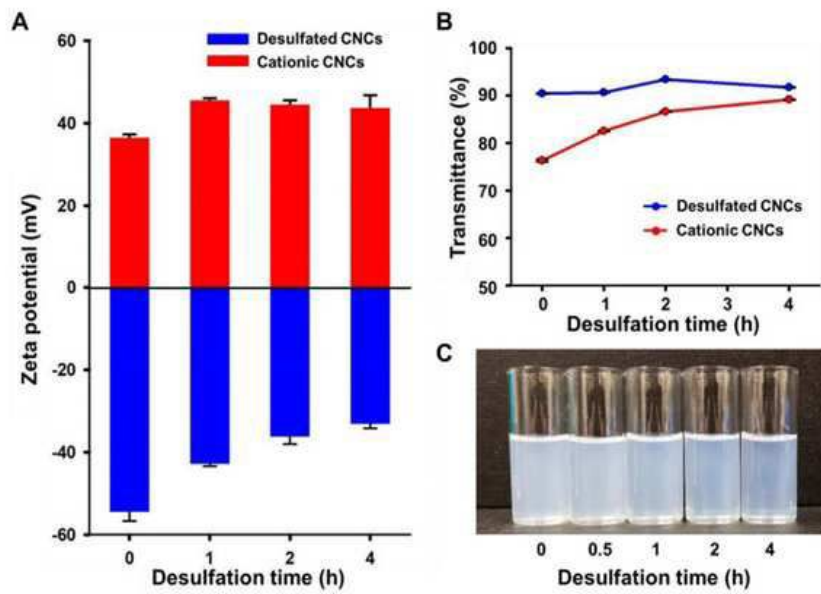 A
Desulfated CNCs
Cationic CNCs
Zeta potential (mV)
60
40
20
0
-20
-40
-60
0 1 2 4
Desulfation time (h)
B
Transmittance (%)
100
90
80
70
60
50
Desulfated CNCs
Cationic CNCs
0 1 2 3 4
Desulfation time (h)
C
0 0.5 1 2 4
Desulfation time (h)